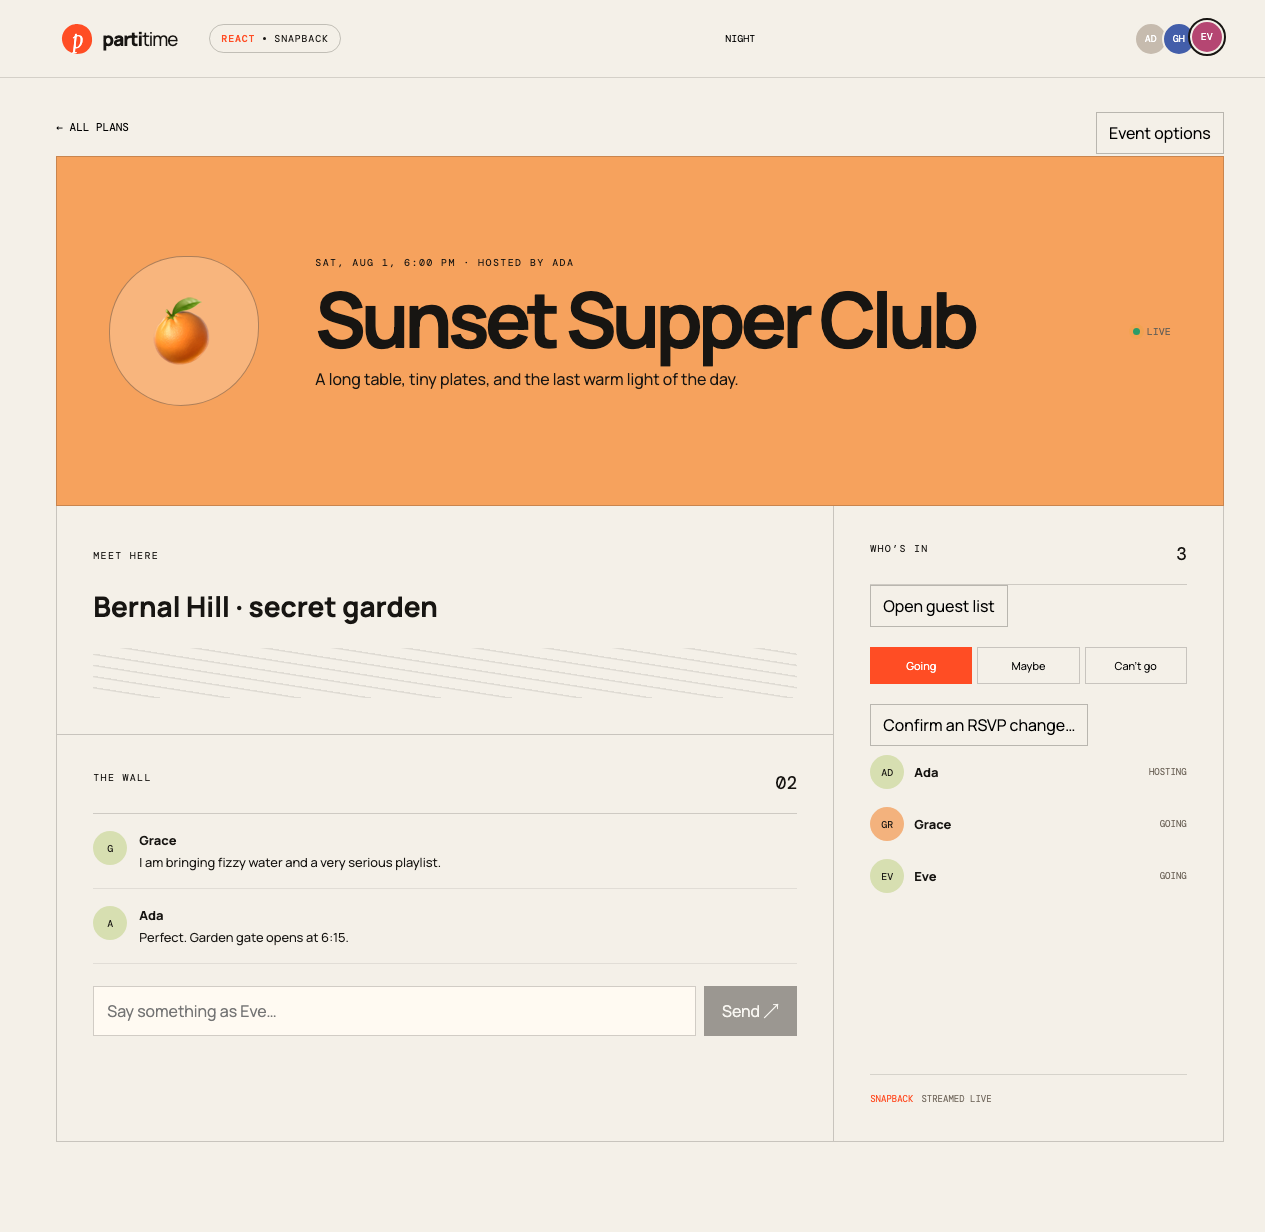 p partitime
REACT • SNAPBACK
NIGHT
AD GH EV
← ALL PLANS
Event options
SAT, AUG 1, 6:00 PM · HOSTED BY ADA
Sunset Supper Club
A long table, tiny plates, and the last warm light of the day.
LIVE
MEET HERE
Bernal Hill · secret garden
THE WALL
02
G
Grace
I am bringing fizzy water and a very serious playlist.
A
Ada
Perfect. Garden gate opens at 6:15.
Say something as Eve…
Send ↗
WHO’S IN
3
Open guest list
Going
Maybe
Can’t go
Confirm an RSVP change…
AD Ada HOSTING
GR Grace GOING
EV Eve GOING
SNAPBACK STREAMED LIVE